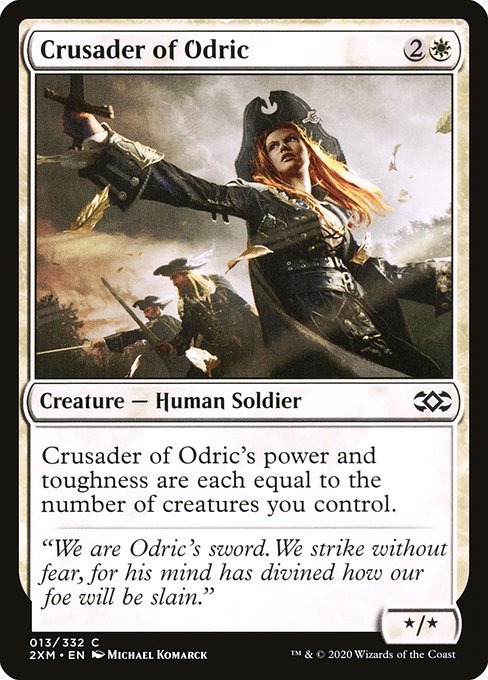 Crusader of Odric 2
Creature — Human Soldier
Crusader of Odric's power and
toughness are each equal to the
number of creatures you control.
“We are Odric's sword. We strike without
fear, for his mind has divined how our
foe will be slain.”
★/★
013/332 C
2XM • EN Michael Komarck
™ & © 2020 Wizards of the Coast